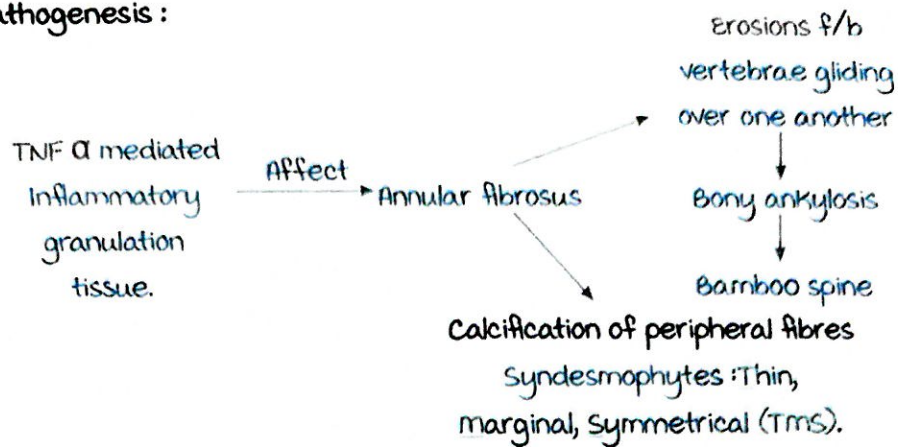 athogenesis :
TNF α mediated
Inflammatory
granulation
tissue.
Affect
Annular fibrosus
Erosions f/b
vertebrae gliding
over one another
Bony ankylosis
Bamboo spine
Calcification of peripheral fibres
Syndesmophytes : Thin,
marginal, Symmetrical (TMS).